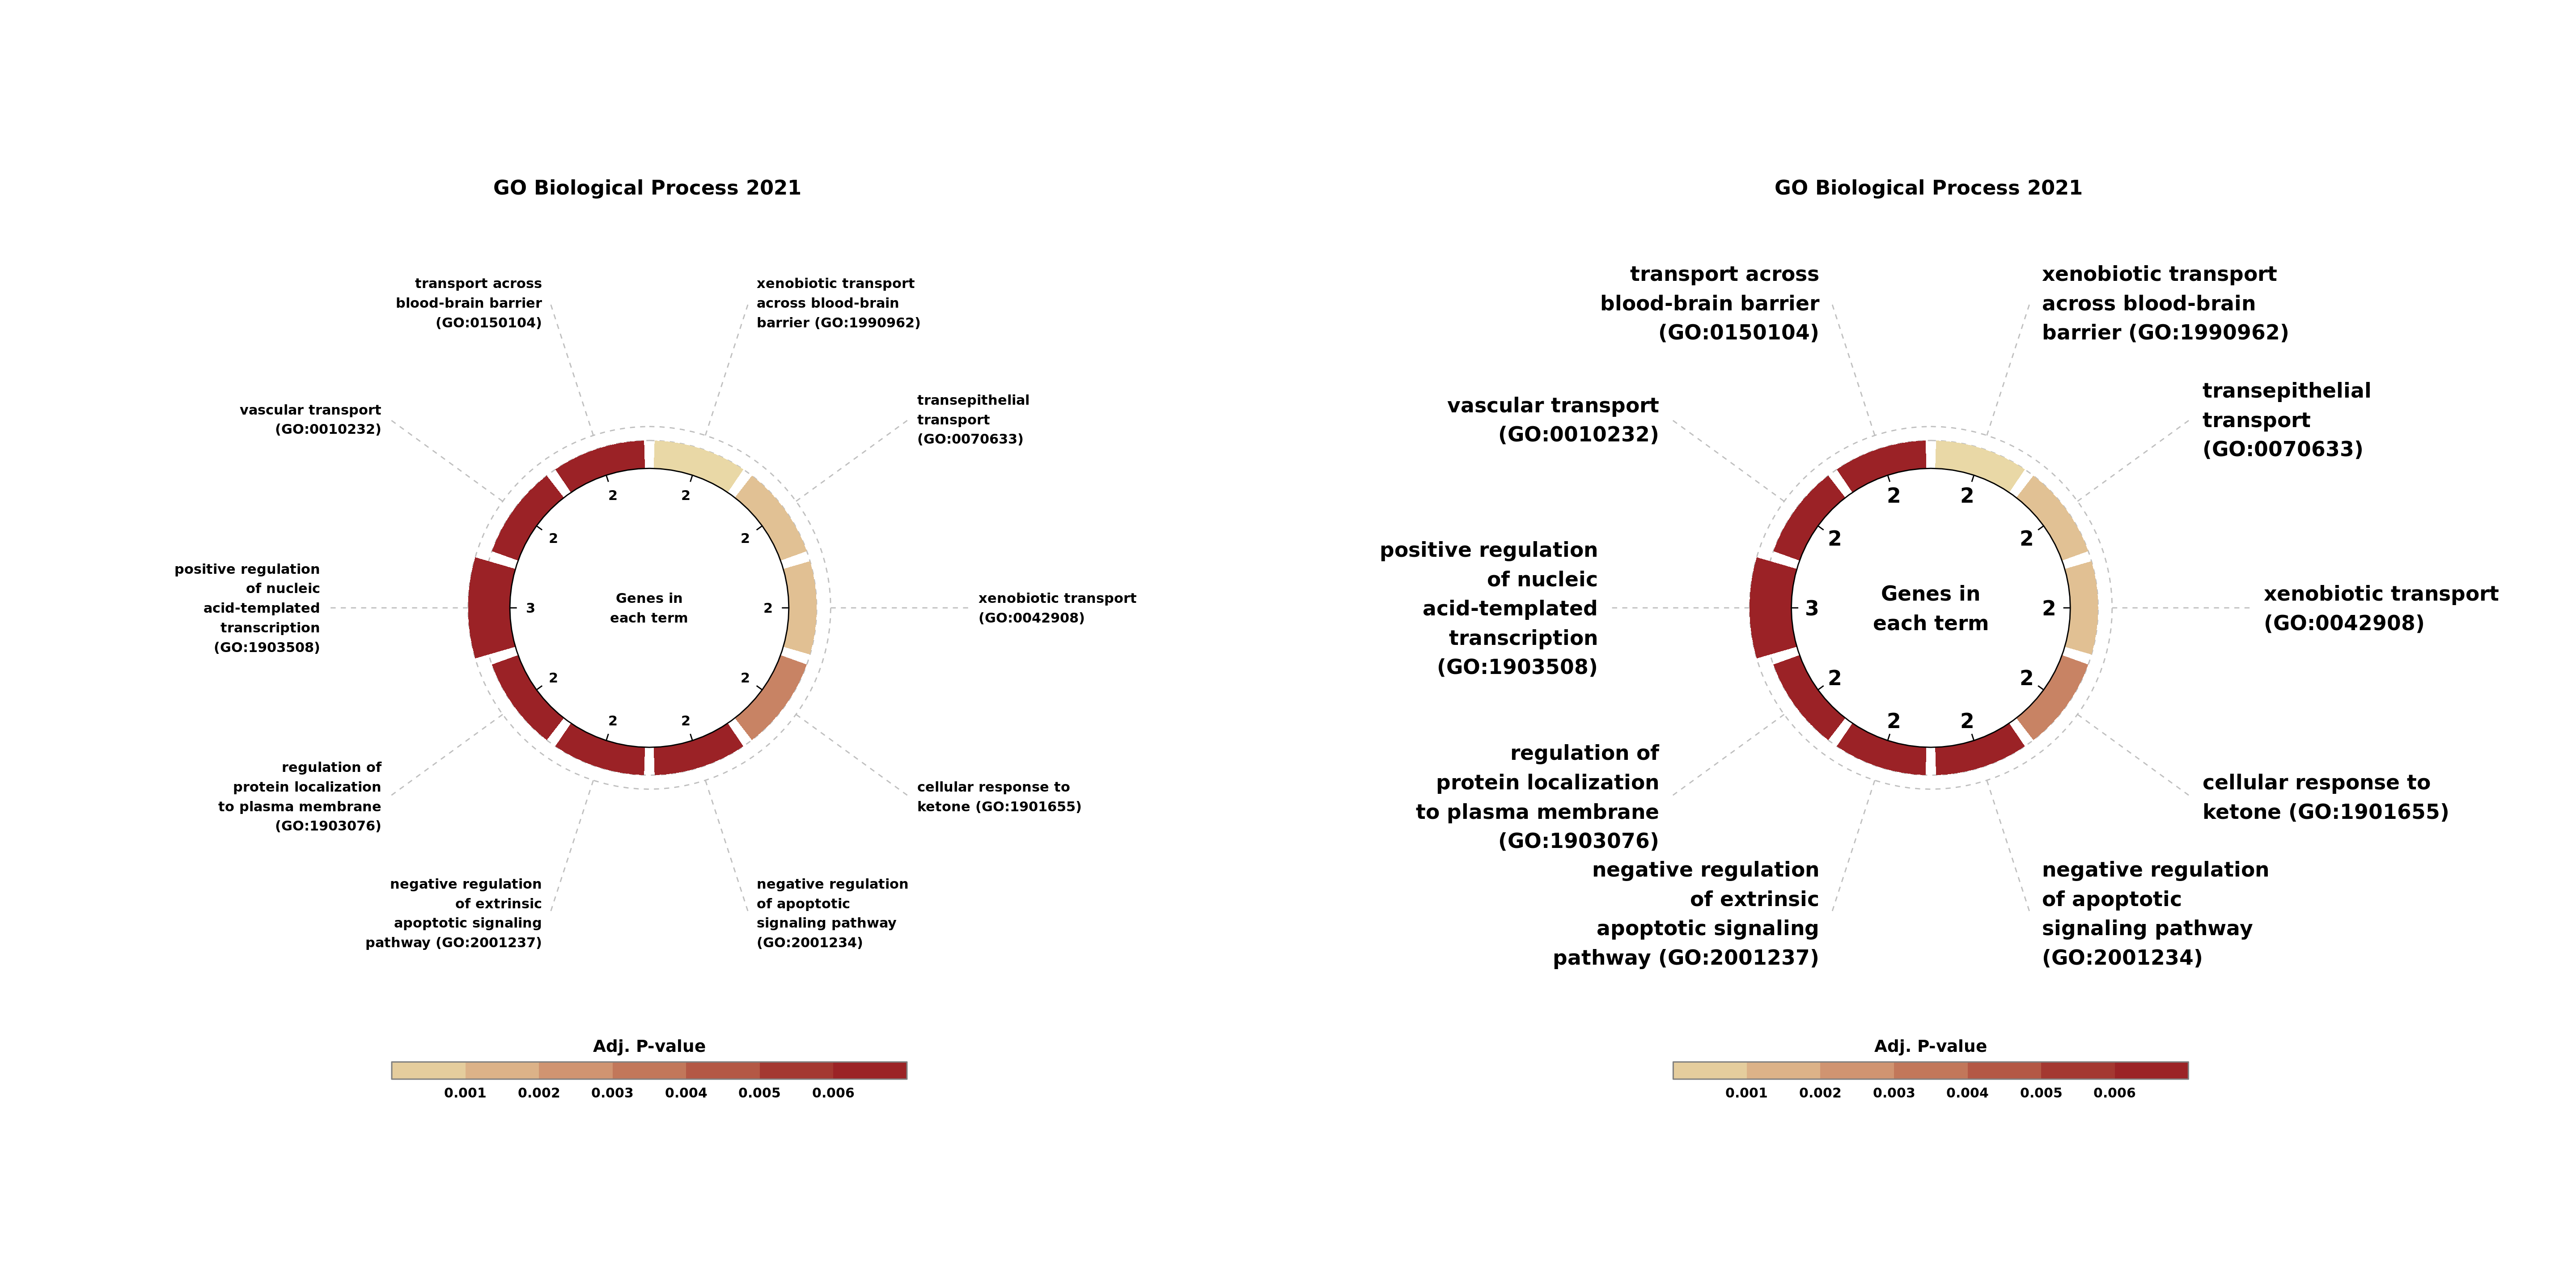 GO Biological Process 2021
transport across
blood-brain barrier
(GO:0150104)
xenobiotic transport
across blood-brain
barrier (GO:1990962)
vascular transport
(GO:0010232)
transepithelial
transport
(GO:0070633)
positive regulation
of nucleic
acid-templated
transcription
(GO:1903508)
xenobiotic transport
(GO:0042908)
regulation of
protein localization
to plasma membrane
(GO:1903076)
cellular response to
ketone (GO:1901655)
negative regulation
of extrinsic
apoptotic signaling
pathway (GO:2001237)
negative regulation
of apoptotic
signaling pathway
(GO:2001234)
2
2
2
2
3
2
2
2
2
2
Genes in
each term
Adj. P-value
0.001 0.002 0.003 0.004 0.005 0.006
GO Biological Process 2021
transport across
blood-brain barrier
(GO:0150104)
xenobiotic transport
across blood-brain
barrier (GO:1990962)
vascular transport
(GO:0010232)
transepithelial
transport
(GO:0070633)
positive regulation
of nucleic
acid-templated
transcription
(GO:1903508)
xenobiotic transport
(GO:0042908)
regulation of
protein localization
to plasma membrane
(GO:1903076)
cellular response to
ketone (GO:1901655)
negative regulation
of extrinsic
apoptotic signaling
pathway (GO:2001237)
negative regulation
of apoptotic
signaling pathway
(GO:2001234)
2
2
2
2
3
2
2
2
2
2
Genes in
each term
Adj. P-value
0.001 0.002 0.003 0.004 0.005 0.006